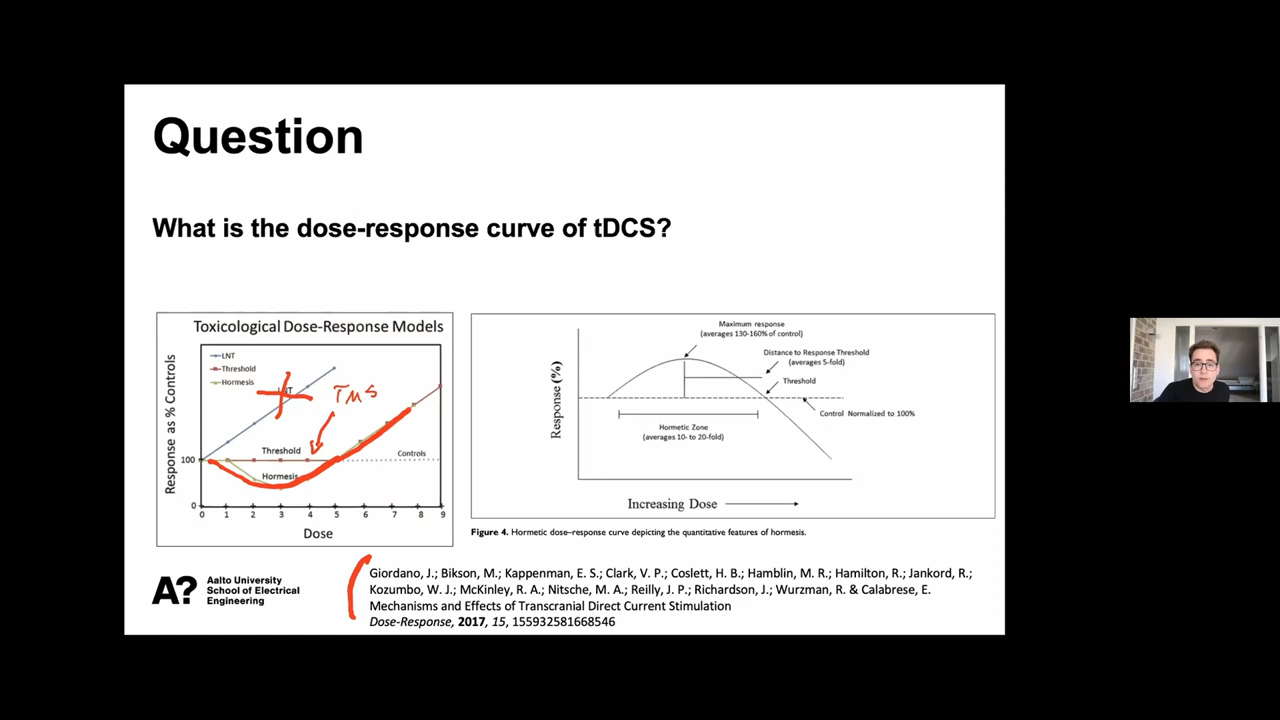 Question
What is the dose-response curve of tDCS?
Toxicological Dose-Response Models
Response as % Controls
LNT
Threshold
Hormesis
TMS
Threshold
Controls
100
Hormesis
0
0 1 2 3 4 5 6 7 8 9
Dose
Maximum response
(averages 130-160% of control)
Distance to Response Threshold
(averages 5-fold)
Threshold
Control Normalized to 100%
Response (%)
Hormetic Zone
(averages 10- to 20-fold)
Increasing Dose
Figure 4. Hormetic dose–response curve depicting the quantitative features of hormesis.
A?
Aalto University
School of Electrical
Engineering
Giordano, J.; Bikson, M.; Kappenman, E. S.; Clark, V. P.; Coslett, H. B.; Hamblin, M. R.; Hamilton, R.; Jankord, R.;
Kozumbo, W. J.; McKinley, R. A.; Nitsche, M. A.; Reilly, J. P.; Richardson, J.; Wurzman, R. & Calabrese, E.
Mechanisms and Effects of Transcranial Direct Current Stimulation
Dose-Response, 2017, 15, 155932581668546